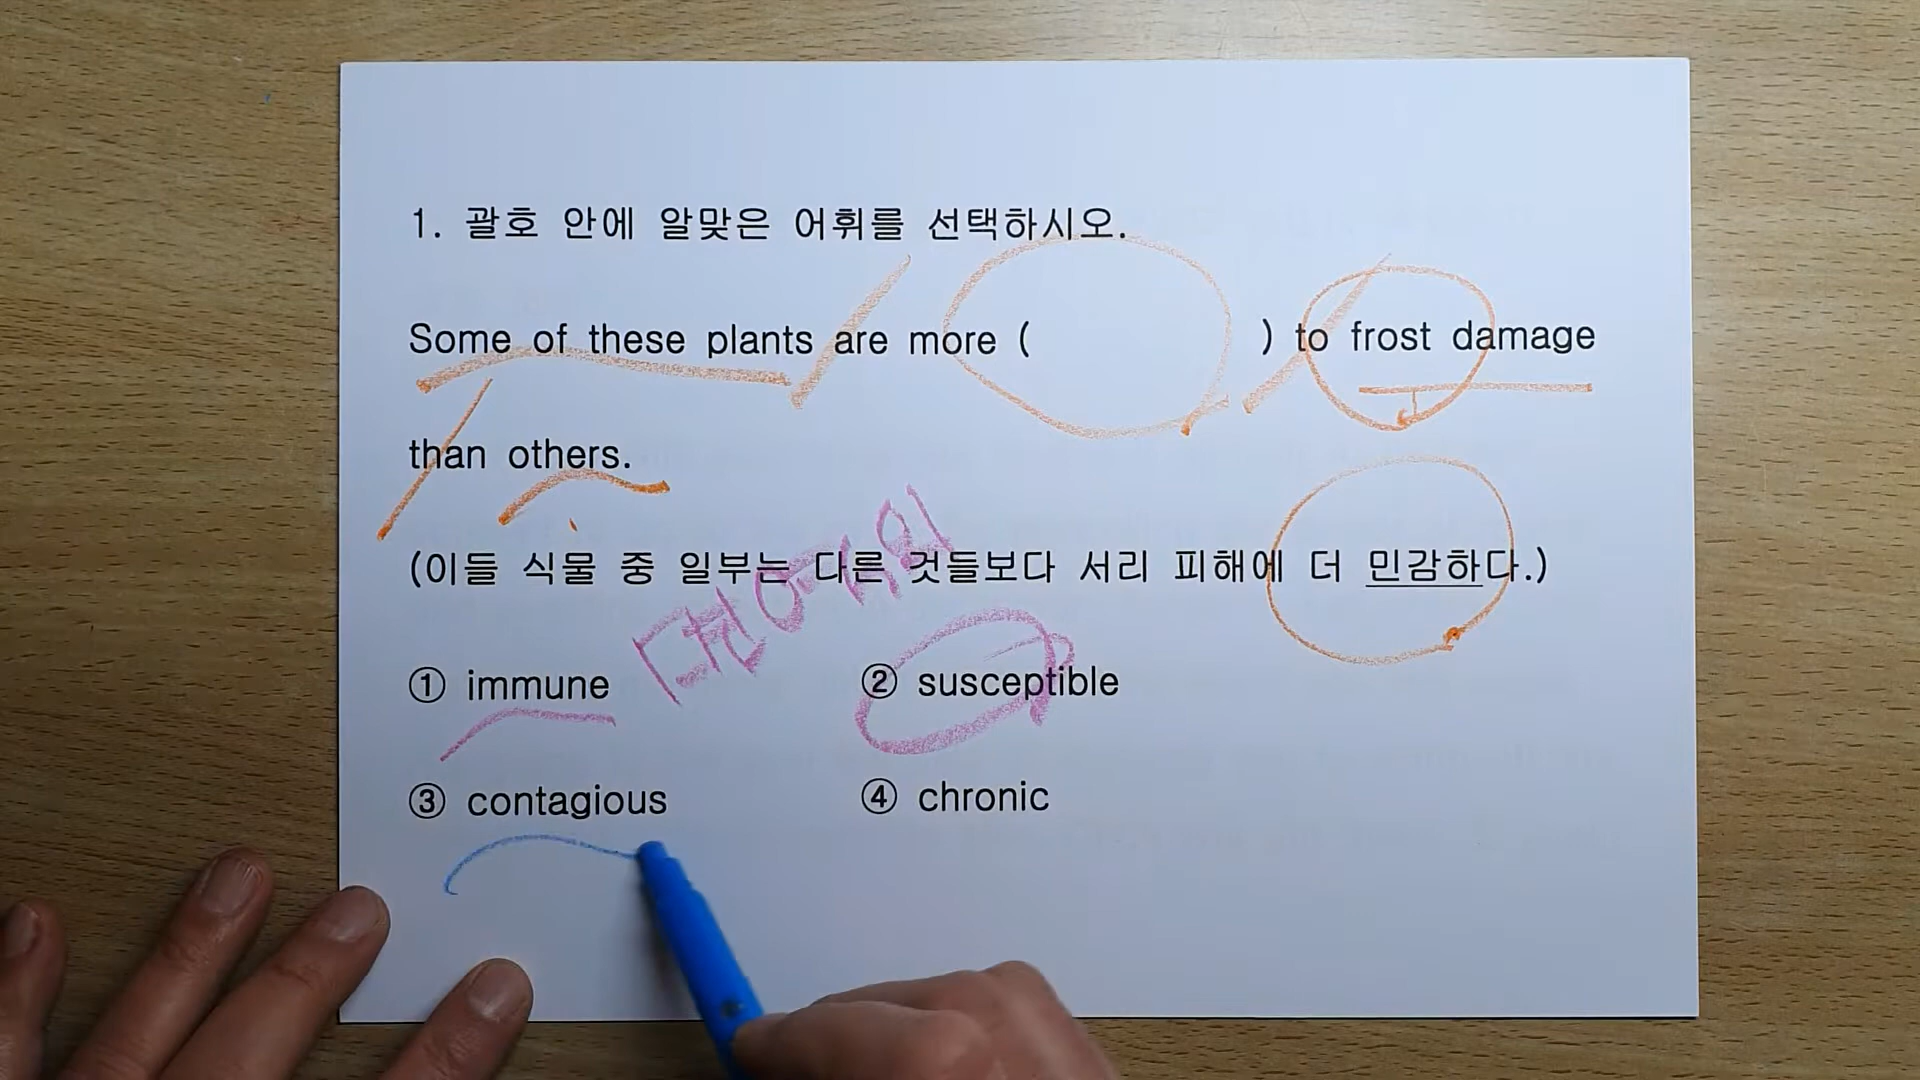 1. 괄호 안에 알맞은 어휘를 선택하시오.
Some of these plants are more ( ) to frost damage
than others.
(이들 식물 중 일부는 다른 것들보다 서리 피해에 더 민감하다.)
① immune ② susceptible
③ contagious ④ chronic